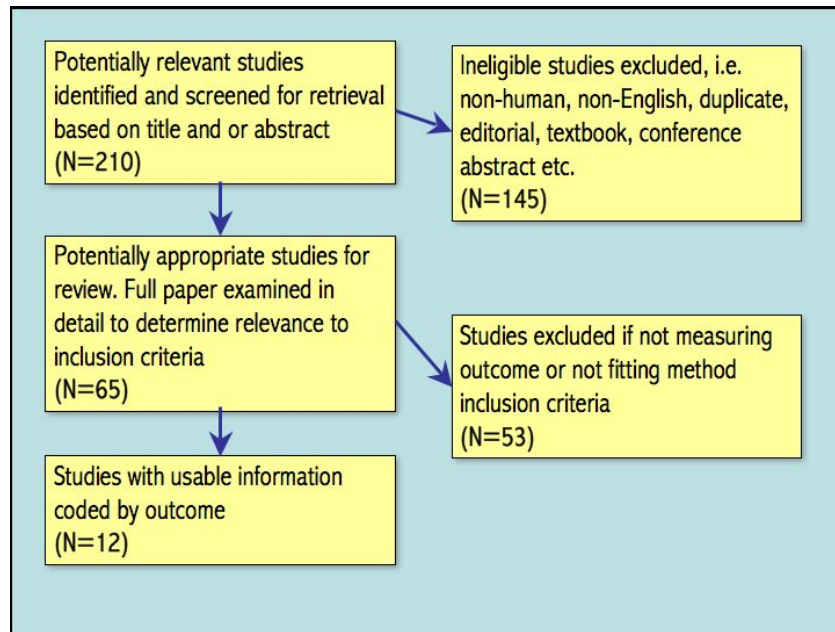 Potentially relevant studies
identified and screened for retrieval
based on title and or abstract
(N=210)
Ineligible studies excluded, i.e.
non-human, non-English, duplicate,
editorial, textbook, conference
abstract etc.
(N=145)
Potentially appropriate studies for
review. Full paper examined in
detail to determine relevance to
inclusion criteria
(N=65)
Studies excluded if not measuring
outcome or not fitting method
inclusion criteria
(N=53)
Studies with usable information
coded by outcome
(N=12)